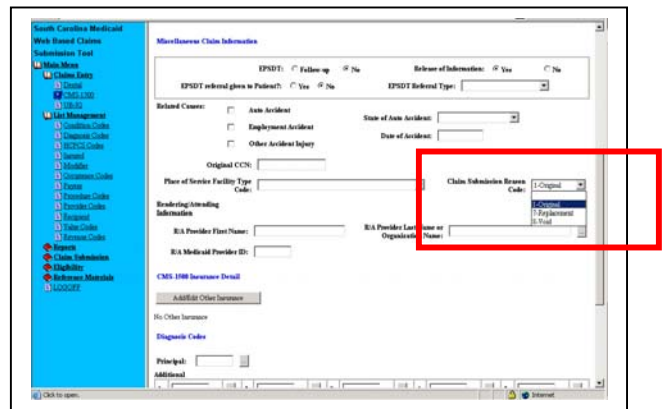 South Carolina Medicaid
Web Based Claims
Submission Tool
Main Menu
Claims Entry
Dental
CMS-1500
UB-92
List Management
Condition Codes
Diagnosis Codes
HCPCS Codes
Insured
Modifier
Occurrence Codes
Payor
Procedure Codes
Provider Codes
Recipient
Value Codes
Revenue Codes
Reports
Claim Submission
Eligibility
Reference Materials
LOGOFF
Miscellaneous Claim Information
EPSDT: Follow-up No Release of Information: Yes No
EPSDT referral given to Patient?: Yes No EPSDT Referral Type:
Related Causes: Auto Accident State of Auto Accident:
Employment Accident Date of Accident:
Other Accident Injury
Original CCN:
Place of Service Facility Type Code: Claim Submission Reason Code: 1-Original
1-Original
7-Replacement
8-Void
Rendering/Attending Information
R/A Provider First Name: R/A Provider Last Name or Organization Name:
R/A Medicaid Provider ID:
CMS-1500 Insurance Detail
Add/Edit Other Insurance
No Other Insurance
Diagnosis Codes
Principal:
Additional
Click to open.
Internet